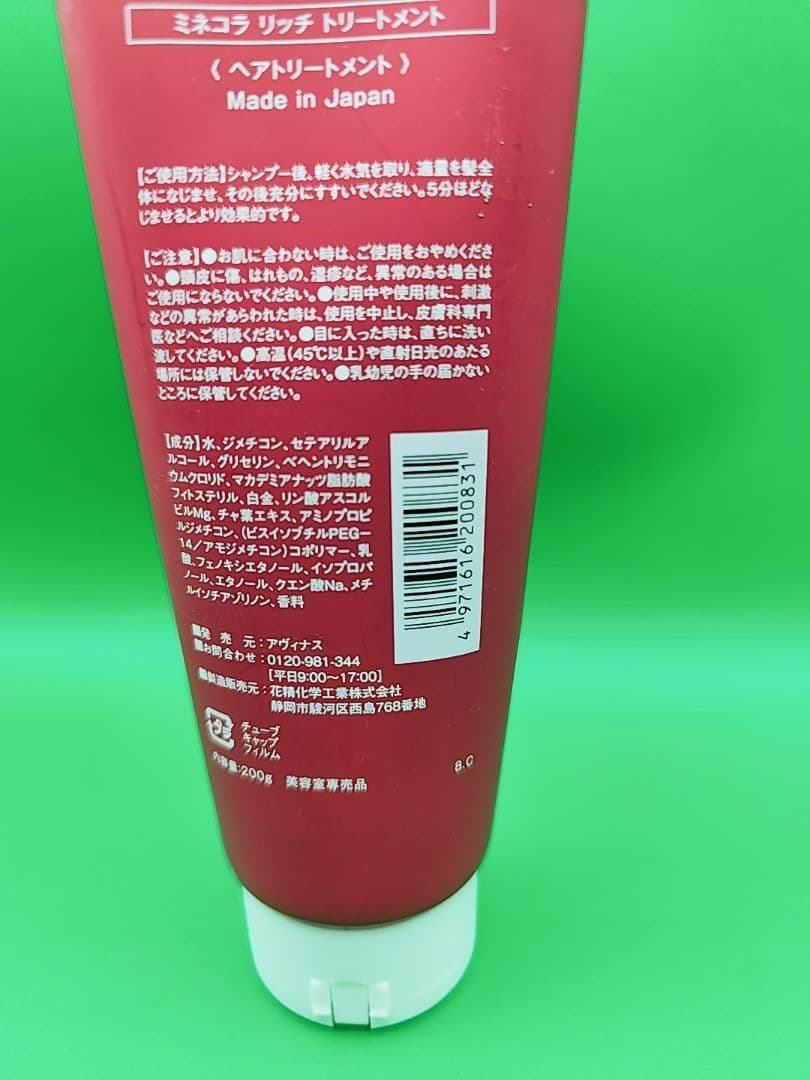 ミネコラ リッチ トリートメント
《 ヘアトリートメント 》
Made in Japan
【ご使用方法】シャンプー後、軽く水気を取り、適量を髪全
体になじませ、その後充分にすすいでください。5分ほどな
じませるとより効果的です。
【ご注意】●お肌に合わない時は、ご使用をおやめくださ
い。●頭皮に傷、はれもの、湿疹など、異常のある場合は
ご使用にならないでください。●使用中や使用後に、刺激
などの異常があらわれた時は、使用を中止し、皮膚科専門
医などへご相談ください。●目に入った時は、直ちに洗い
流してください。●高温(45℃以上)や直射日光のあたる
場所には保管しないでください。●乳幼児の手の届かない
ところに保管してください。
【成分】水、ジメチコン、セテアリルア
ルコール、グリセリン、ベヘントリモニ
ウムクロリド、マカデミアナッツ脂肪酸
フィトステリル、白金、リン酸アスコル
ビルMg、チャ葉エキス、アミノプロピ
ルジメチコン、(ビスイソブチルPEG-
14/アモジメチコン)コポリマー、乳
酸、フェノキシエタノール、イソプロパ
ノール、エタノール、クエン酸Na、メチ
ルイソチアゾリノン、香料
4971616200831
■発 売 元:アヴィナス
■お問合わせ:0120-981-344
[平日9:00〜17:00]
■製造販売元:花精化学工業株式会社
静岡市駿河区西島768番地
プラ
チューブ
キャップ
フィルム
内容量:200g 美容室専売品
8.C